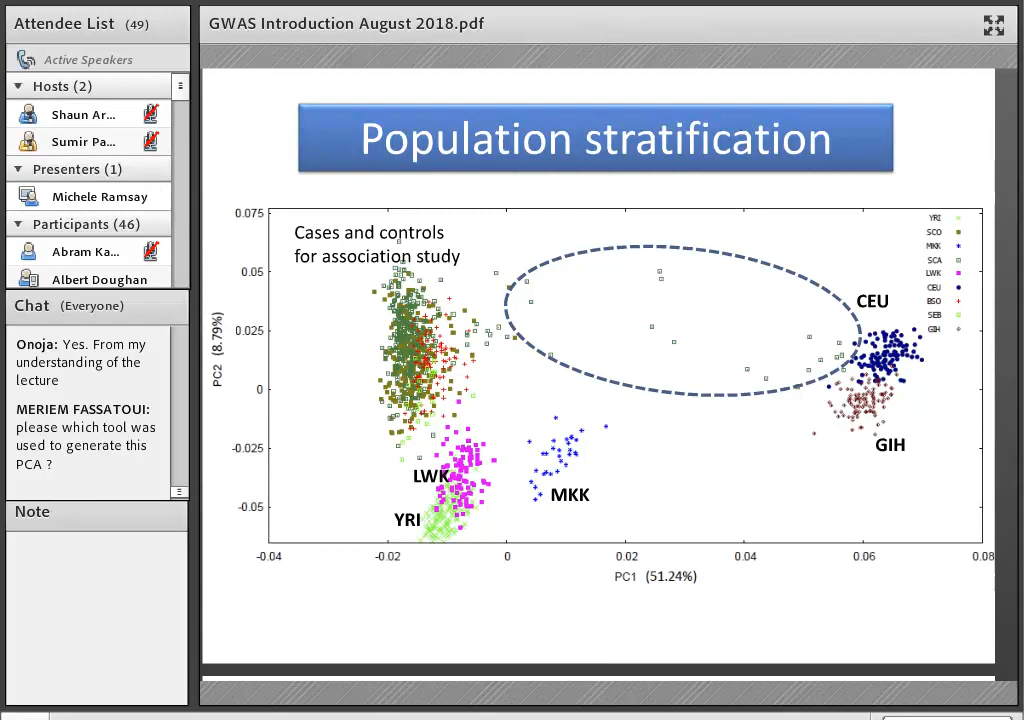 Attendee List (49)
Active Speakers
Hosts (2)
Shaun Ar...
Sumir Pa...
Presenters (1)
Michele Ramsay
Participants (46)
Abram Ka...
Albert Doughan
Chat (Everyone)
Onoja: Yes. From my
understanding of the
lecture
MERIEM FASSATOUI:
please which tool was
used to generate this
PCA ?
Note
GWAS Introduction August 2018.pdf
Population stratification
Cases and controls
for association study
0.075
0.05
0.025
0
-0.025
-0.05
PC2 (8.79%)
YRI
SCO
MKK
SCA
LWK
CEU
BSO
SEB
GIH
CEU
GIH
LWK
MKK
YRI
-0.04
-0.02
0
0.02
0.04
0.06
0.08
PC1 (51.24%)